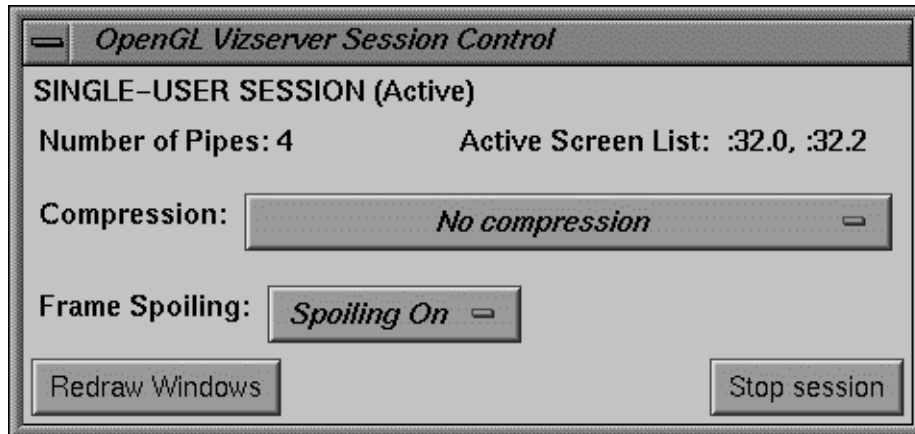 OpenGL Vizserver Session Control
SINGLE-USER SESSION (Active)
Number of Pipes: 4 Active Screen List: :32.0, :32.2
Compression: No compression
Frame Spoiling: Spoiling On
Redraw Windows Stop session